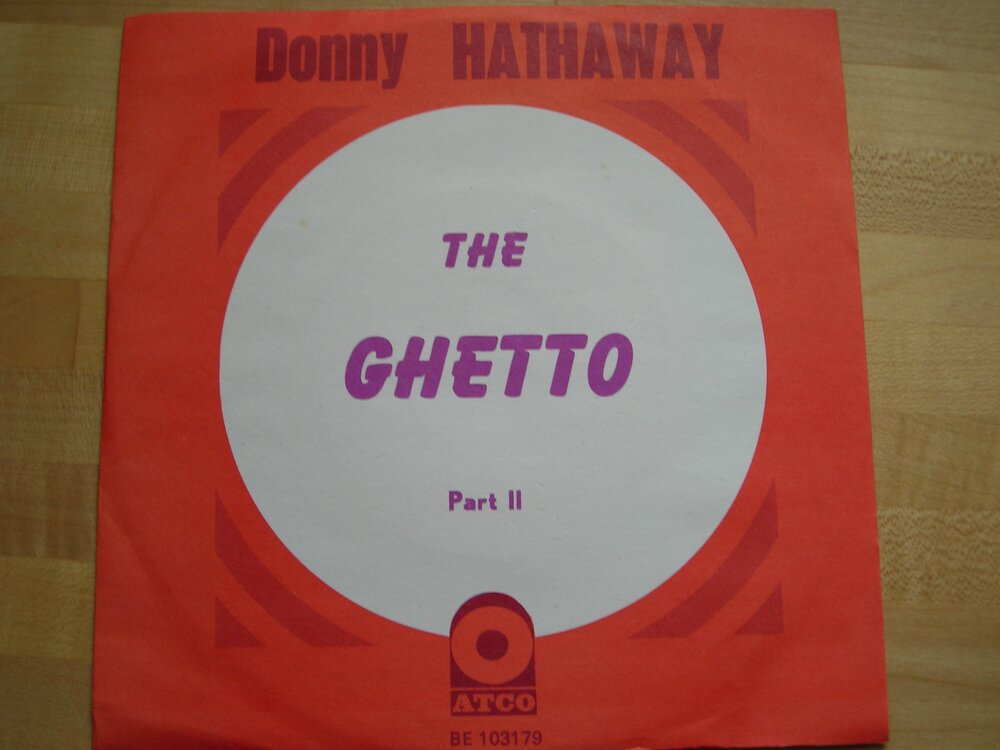 Donny HATHAWAY
THE
GHETTO
Part II
ATCO
BE 103179